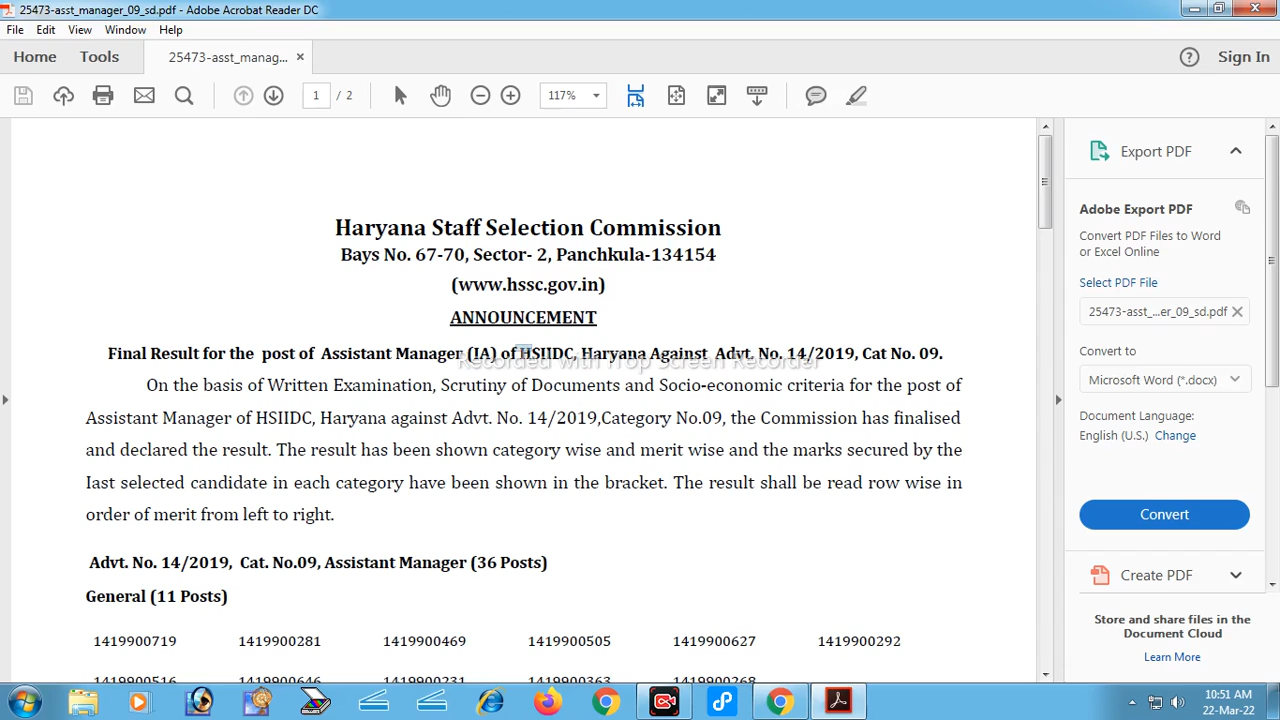 25473-asst_manager_09_sd.pdf - Adobe Acrobat Reader DC
File Edit View Window Help
Home Tools 25473-asst_manag... × Sign In
1 / 2 117%
Haryana Staff Selection Commission
Bays No. 67-70, Sector- 2, Panchkula-134154
(www.hssc.gov.in)
ANNOUNCEMENT
Final Result for the post of Assistant Manager (IA) of HSIIDC, Haryana Against Advt. No. 14/2019, Cat No. 09.
Recorded with iTop Screen Recorder
On the basis of Written Examination, Scrutiny of Documents and Socio-economic criteria for the post of
Assistant Manager of HSIIDC, Haryana against Advt. No. 14/2019,Category No.09, the Commission has finalised
and declared the result. The result has been shown category wise and merit wise and the marks secured by the
last selected candidate in each category have been shown in the bracket. The result shall be read row wise in
order of merit from left to right.
Advt. No. 14/2019, Cat. No.09, Assistant Manager (36 Posts)
General (11 Posts)
1419900719 1419900281 1419900469 1419900505 1419900627 1419900292
1419900516 1419900646 1419900231 1419900363 1419900268
Export PDF
Adobe Export PDF
Convert PDF Files to Word
or Excel Online
Select PDF File
25473-asst_...er_09_sd.pdf
Convert to
Microsoft Word (*.docx)
Document Language:
English (U.S.) Change
Convert
Create PDF
Store and share files in the
Document Cloud
Learn More
10:51 AM
22-Mar-22